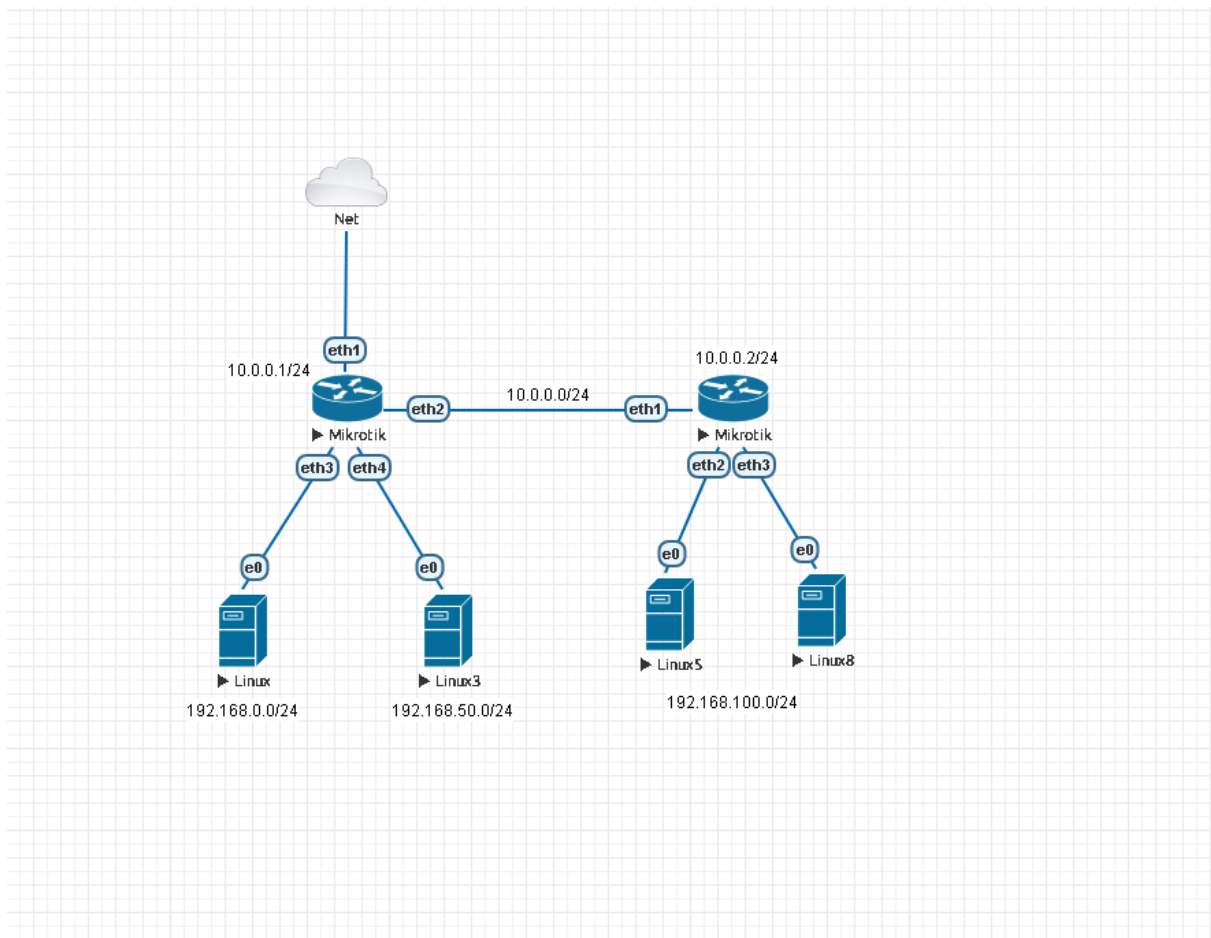 Net
eth1
10.0.0.1/24
10.0.0.2/24
eth2
10.0.0.0/24
eth1
Mikrotik
Mikrotik
eth3
eth4
eth2
eth3
e0
e0
e0
e0
Linux
Linux3
Linux5
Linux8
192.168.0.0/24
192.168.50.0/24
192.168.100.0/24